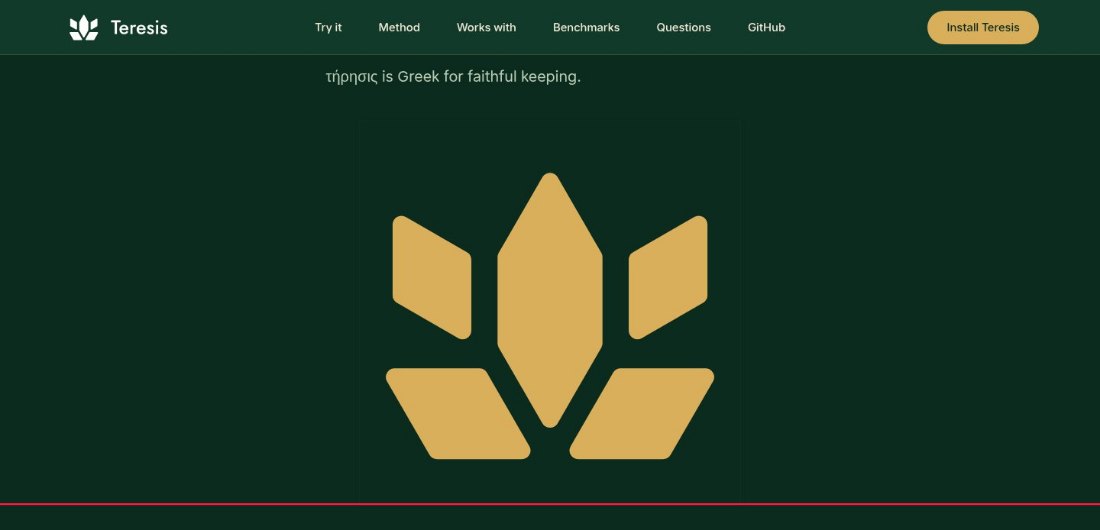 Teresis
Try it
Method
Works with
Benchmarks
Questions
GitHub
Install Teresis
τήρησις is Greek for faithful keeping.